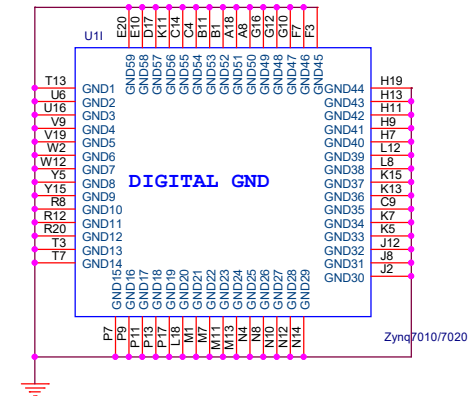 U1I
E20 E10 D17 K11 C14 C4 B11 B1 A18 A8 G16 G12 G10 F7 F3
GND59 GND58 GND57 GND56 GND55 GND54 GND53 GND52 GND51 GND50 GND49 GND48 GND47 GND46 GND45
T13 GND1 GND44 H19
U6 GND2 GND43 H13
U16 GND3 GND42 H11
V9 GND4 GND41 H9
V19 GND5 GND40 H7
W2 GND6 GND39 L12
W12 GND7 GND38 L8
Y5 GND8 DIGITAL GND GND37 K15
Y15 GND9 GND36 K13
R8 GND10 GND35 C9
R12 GND11 GND34 K7
R20 GND12 GND33 K5
T3 GND13 GND32 J12
T7 GND14 GND31 J8
GND30 J2
GND15 GND16 GND17 GND18 GND19 GND20 GND21 GND22 GND23 GND24 GND25 GND26 GND27 GND28 GND29
P7 P9 P11 P13 P17 L18 M1 M7 M11 M13 N4 N8 N10 N12 N14
Zynq7010/7020